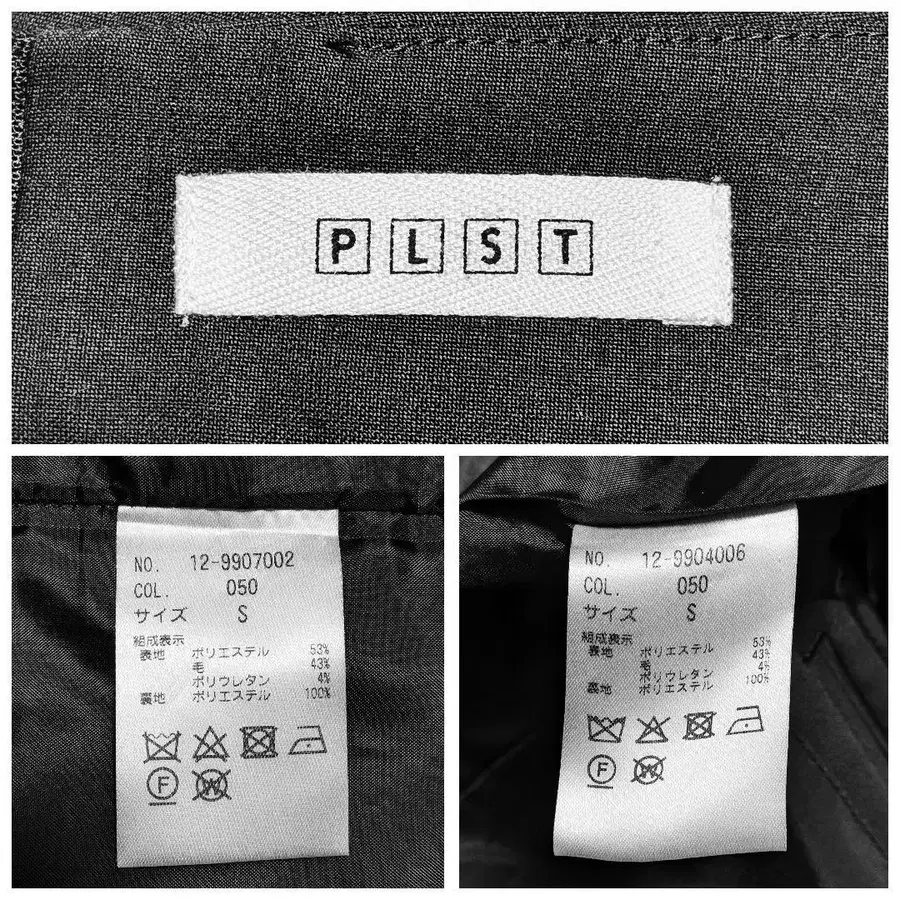 PLST
NO. 12-9907002
COL. 050
サイズ S
組成表示
表地 ポリエステル 53%
毛 43%
ポリウレタン 4%
裏地 ポリエステル 100%
F
W
NO. 12-9904006
COL. 050
サイズ S
組成表示
表地 ポリエステル 53%
毛 43%
ポリウレタン 4%
裏地 ポリエステル 100%
F
W